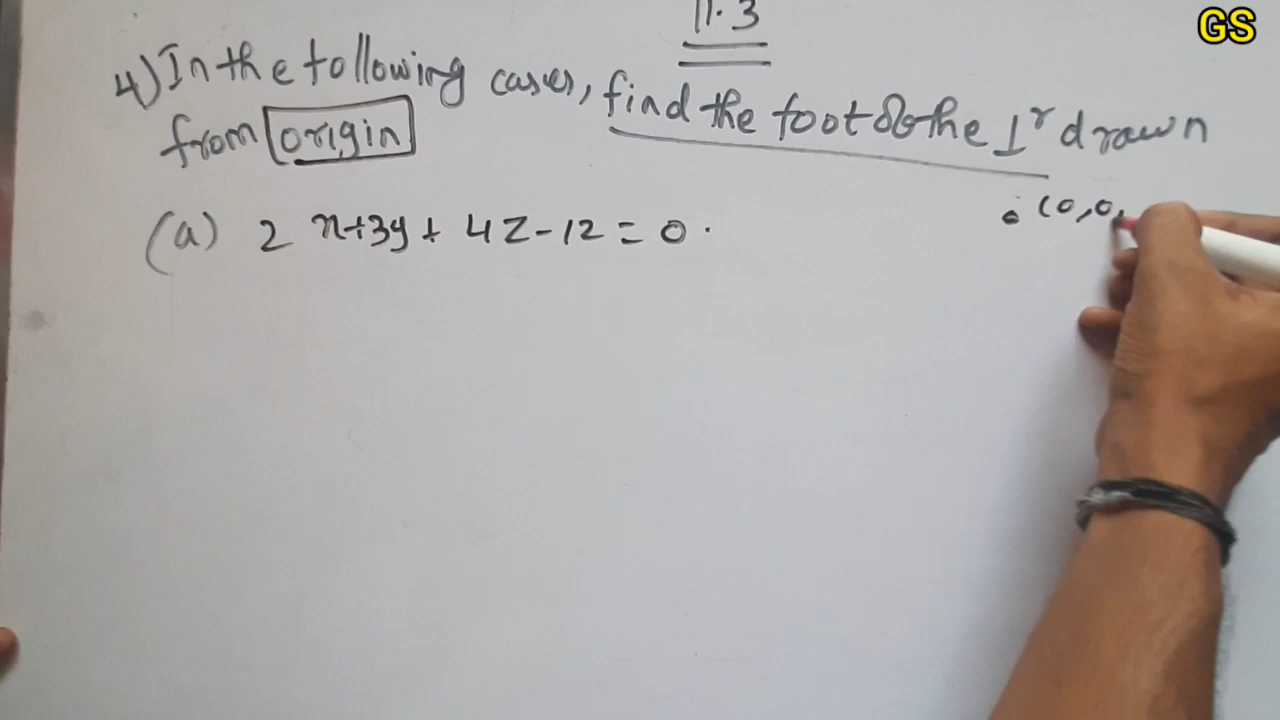 GS
11.3
4) In the following cases, find the foot of the ⊥r drawn
from origin
(a) 2 x+3y+ 4z-12=0.
(0,0,